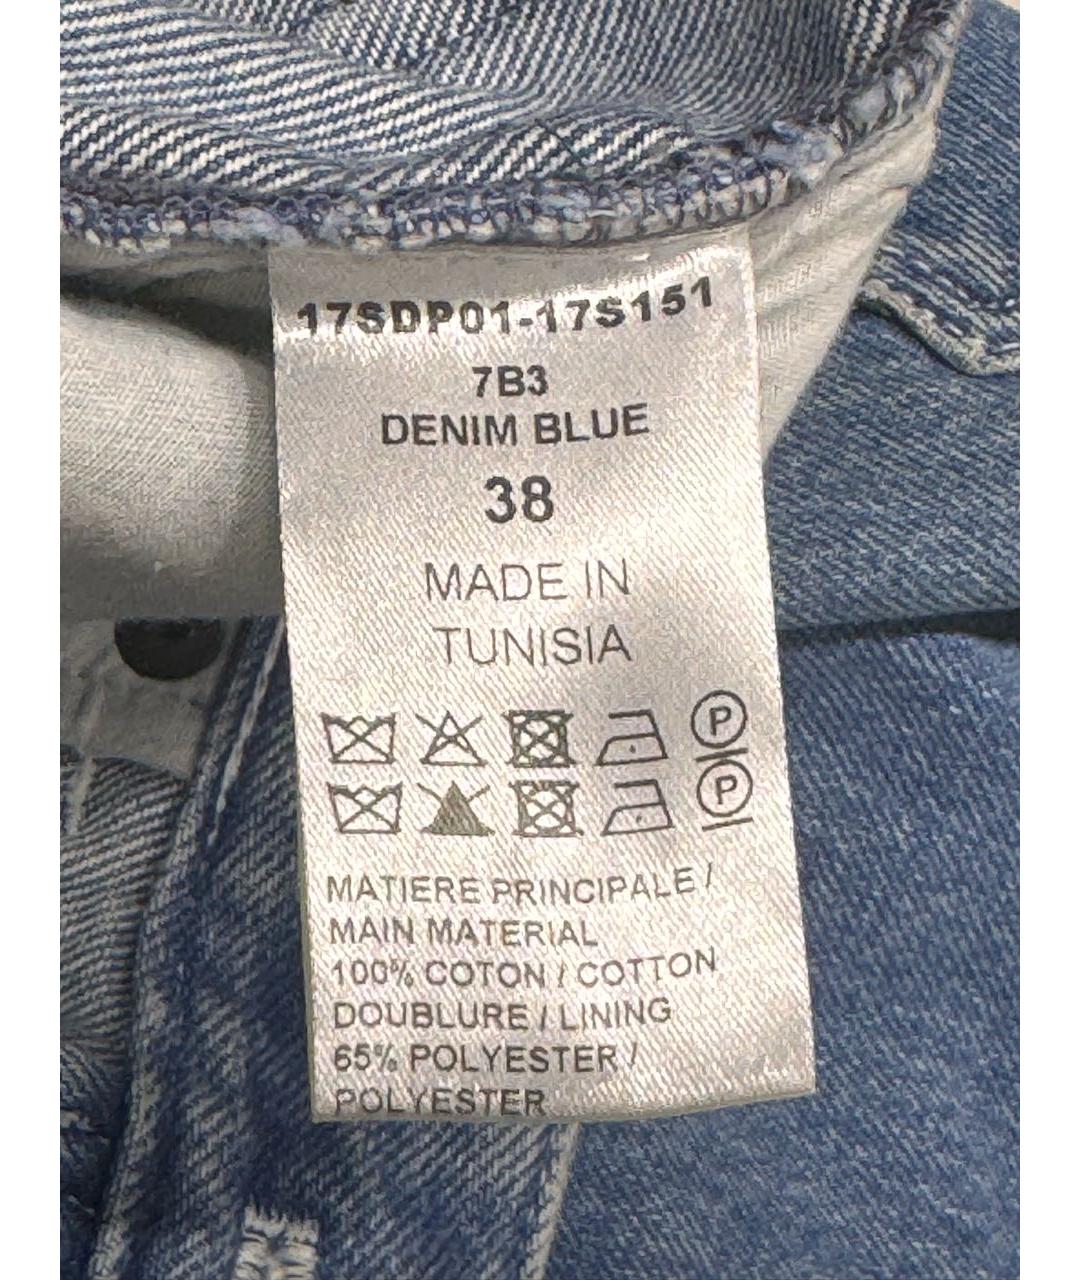 17SDP01-17S151
7B3
DENIM BLUE
38
MADE IN
TUNISIA
P
P
MATIERE PRINCIPALE /
MAIN MATERIAL
100% COTON / COTTON
DOUBLURE / LINING
65% POLYESTER /
POLYESTER